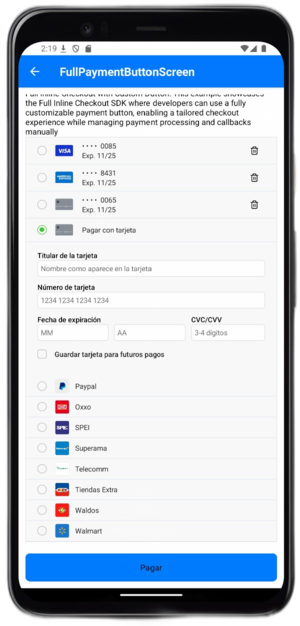 2:19
FullPaymentButtonScreen
Full Inline Checkout with Custom Button: This example showcases
the Full Inline Checkout SDK where developers can use a fully
customizable payment button, enabling a tailored checkout
experience while managing payment processing and callbacks
manually
VISA •••• 0085
Exp. 11/25
•••• 8431
Exp. 11/25
•••• 0065
Exp. 11/25
Pagar con tarjeta
Títular de la tarjeta
Nombre como aparece en la tarjeta
Número de tarjeta
1234 1234 1234 1234
Fecha de expiración CVC/CVV
MM AA 3-4 dígitos
Guardar tarjeta para futuros pagos
Paypal
Oxxo
SPEI SPEI
Superama
Telecomm
Tiendas Extra
Waldos
Walmart
Pagar